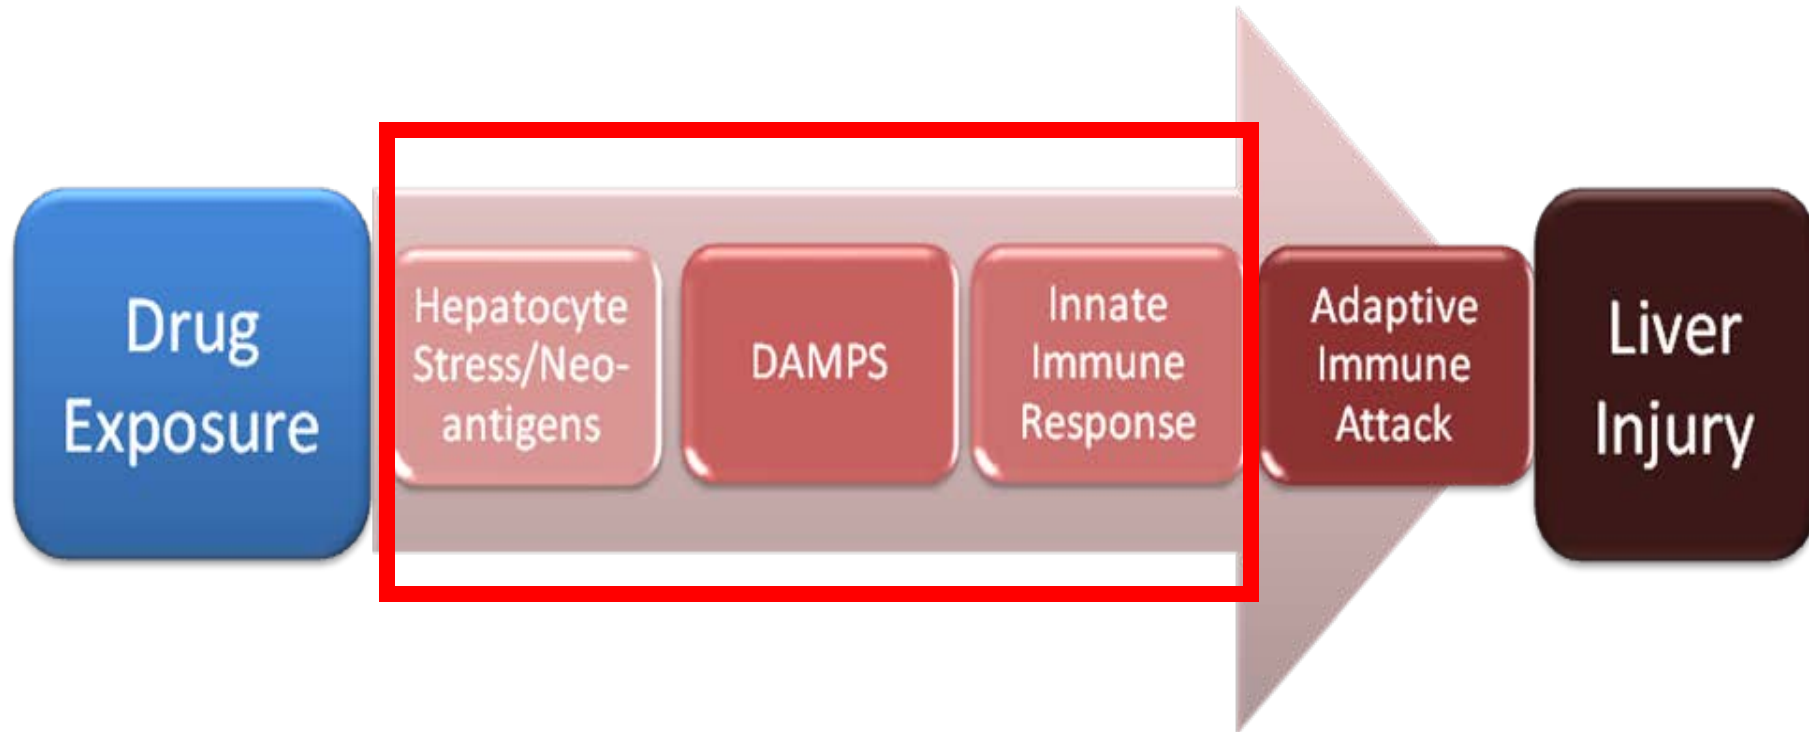 Drug
Exposure
Hepatocyte
Stress/Neo-
antigens
DAMPS
Innate
Immune
Response
Adaptive
Immune
Attack
Liver
Injury